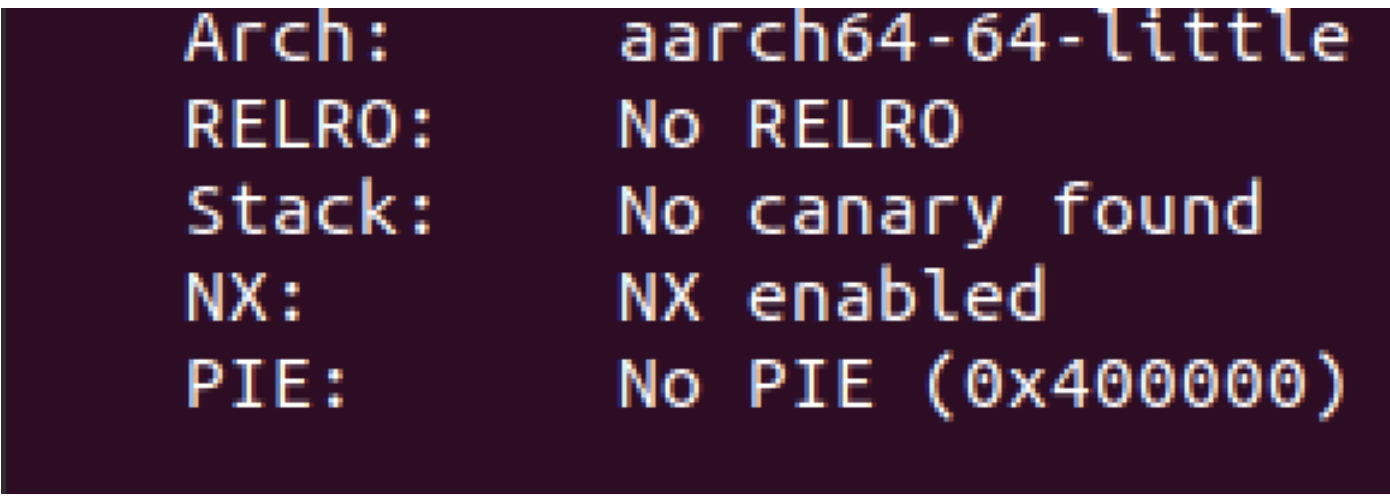 Arch: aarch64-64-little
RELRO: No RELRO
Stack: No canary found
NX: NX enabled
PIE: No PIE (0x400000)